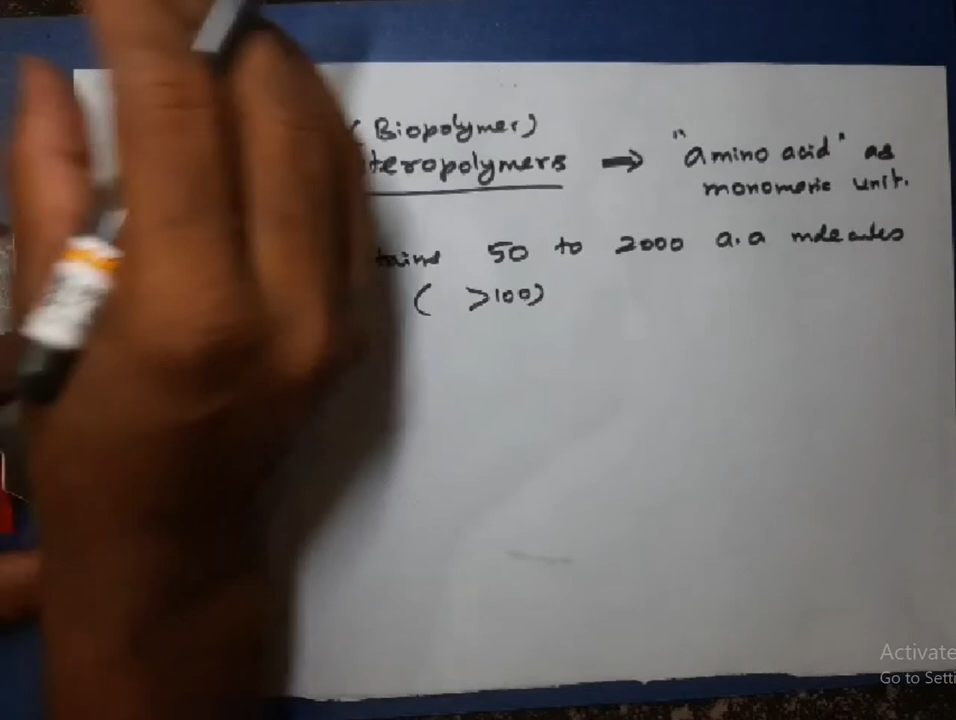 (Biopolymer)
teropolymers → "amino acid" as
monomeric unit.
50 to 2000 a.a molecules
( >100)
Activate
Go to Setti